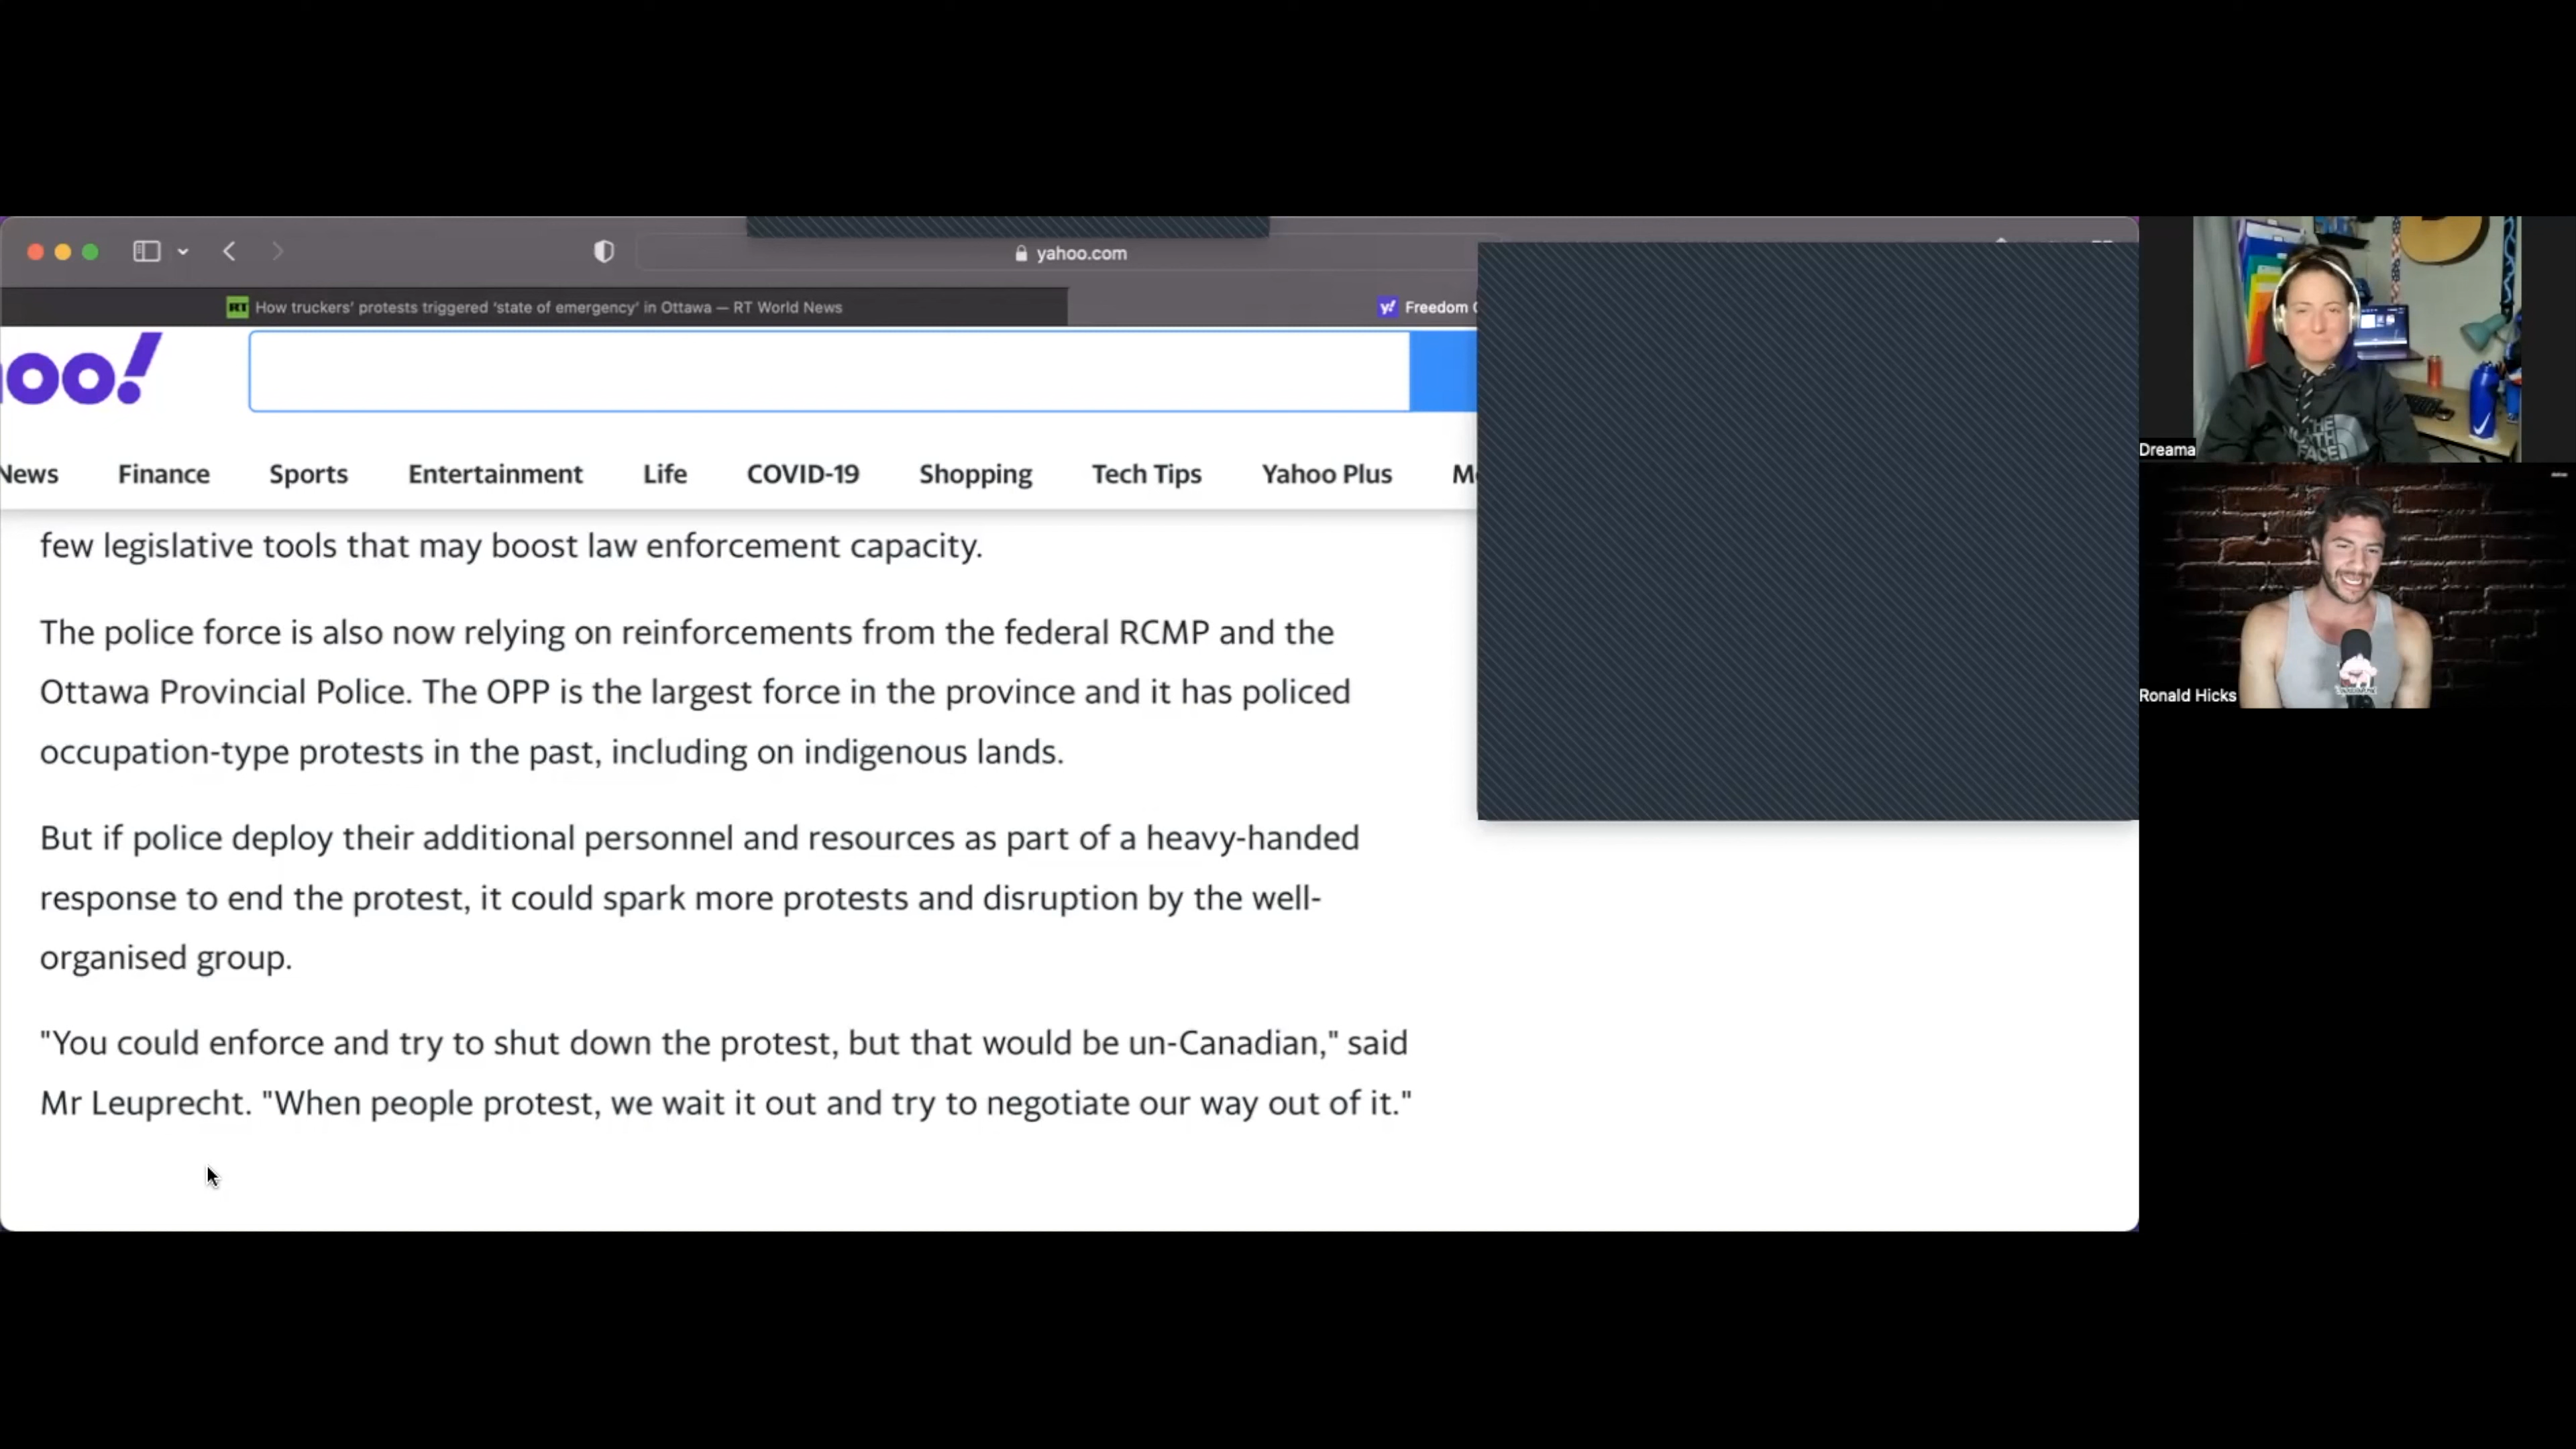 yahoo.com
RT How truckers' protests triggered 'state of emergency' in Ottawa — RT World News
y! Freedom
oo!
News Finance Sports Entertainment Life COVID-19 Shopping Tech Tips Yahoo Plus
few legislative tools that may boost law enforcement capacity.
The police force is also now relying on reinforcements from the federal RCMP and the
Ottawa Provincial Police. The OPP is the largest force in the province and it has policed
occupation-type protests in the past, including on indigenous lands.
But if police deploy their additional personnel and resources as part of a heavy-handed
response to end the protest, it could spark more protests and disruption by the well-
organised group.
"You could enforce and try to shut down the protest, but that would be un-Canadian," said
Mr Leuprecht. "When people protest, we wait it out and try to negotiate our way out of it."
THE
NORTH
FACE
Dreama
Ronald Hicks